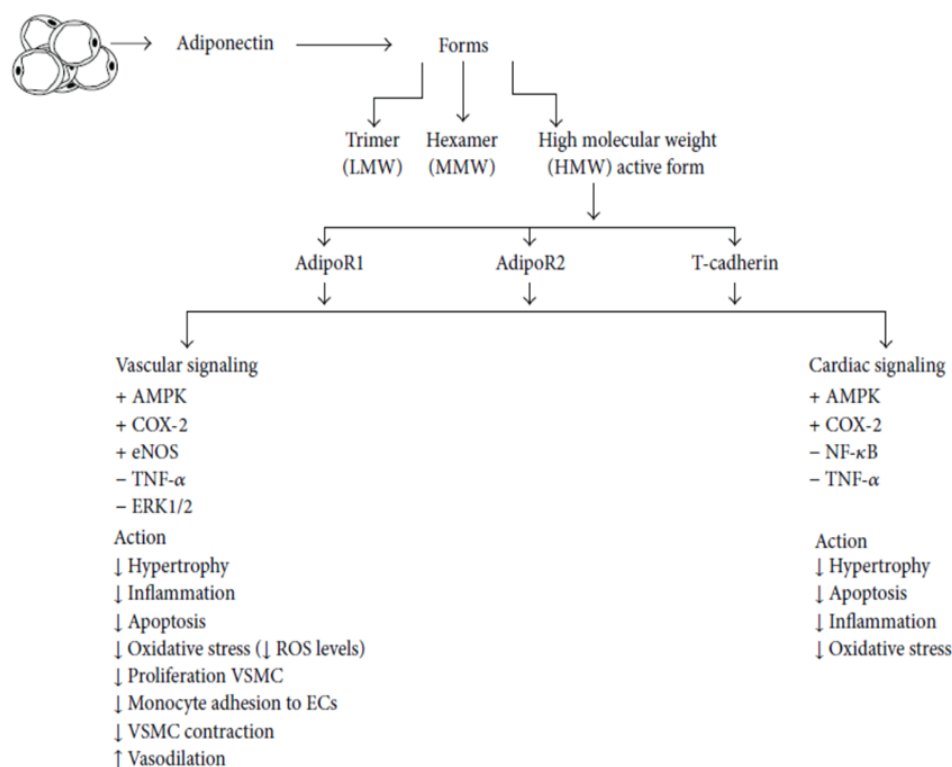 Adiponectin
Forms
Trimer
(LMW)
Hexamer
(MMW)
High molecular weight
(HMW) active form
AdipoR1
AdipoR2
T-cadherin
Vascular signaling
+ AMPK
+ COX-2
+ eNOS
− TNF-α
− ERK1/2
Action
↓ Hypertrophy
↓ Inflammation
↓ Apoptosis
↓ Oxidative stress (↓ ROS levels)
↓ Proliferation VSMC
↓ Monocyte adhesion to ECs
↓ VSMC contraction
↑ Vasodilation
Cardiac signaling
+ AMPK
+ COX-2
− NF-κB
− TNF-α
Action
↓ Hypertrophy
↓ Apoptosis
↓ Inflammation
↓ Oxidative stress